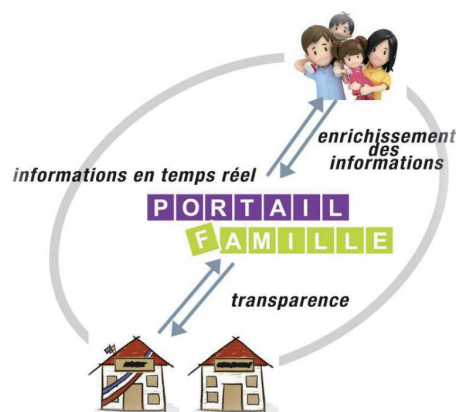 enrichissement
des
informations
informations en temps réel
PORTAIL
FAMILLE
transparence